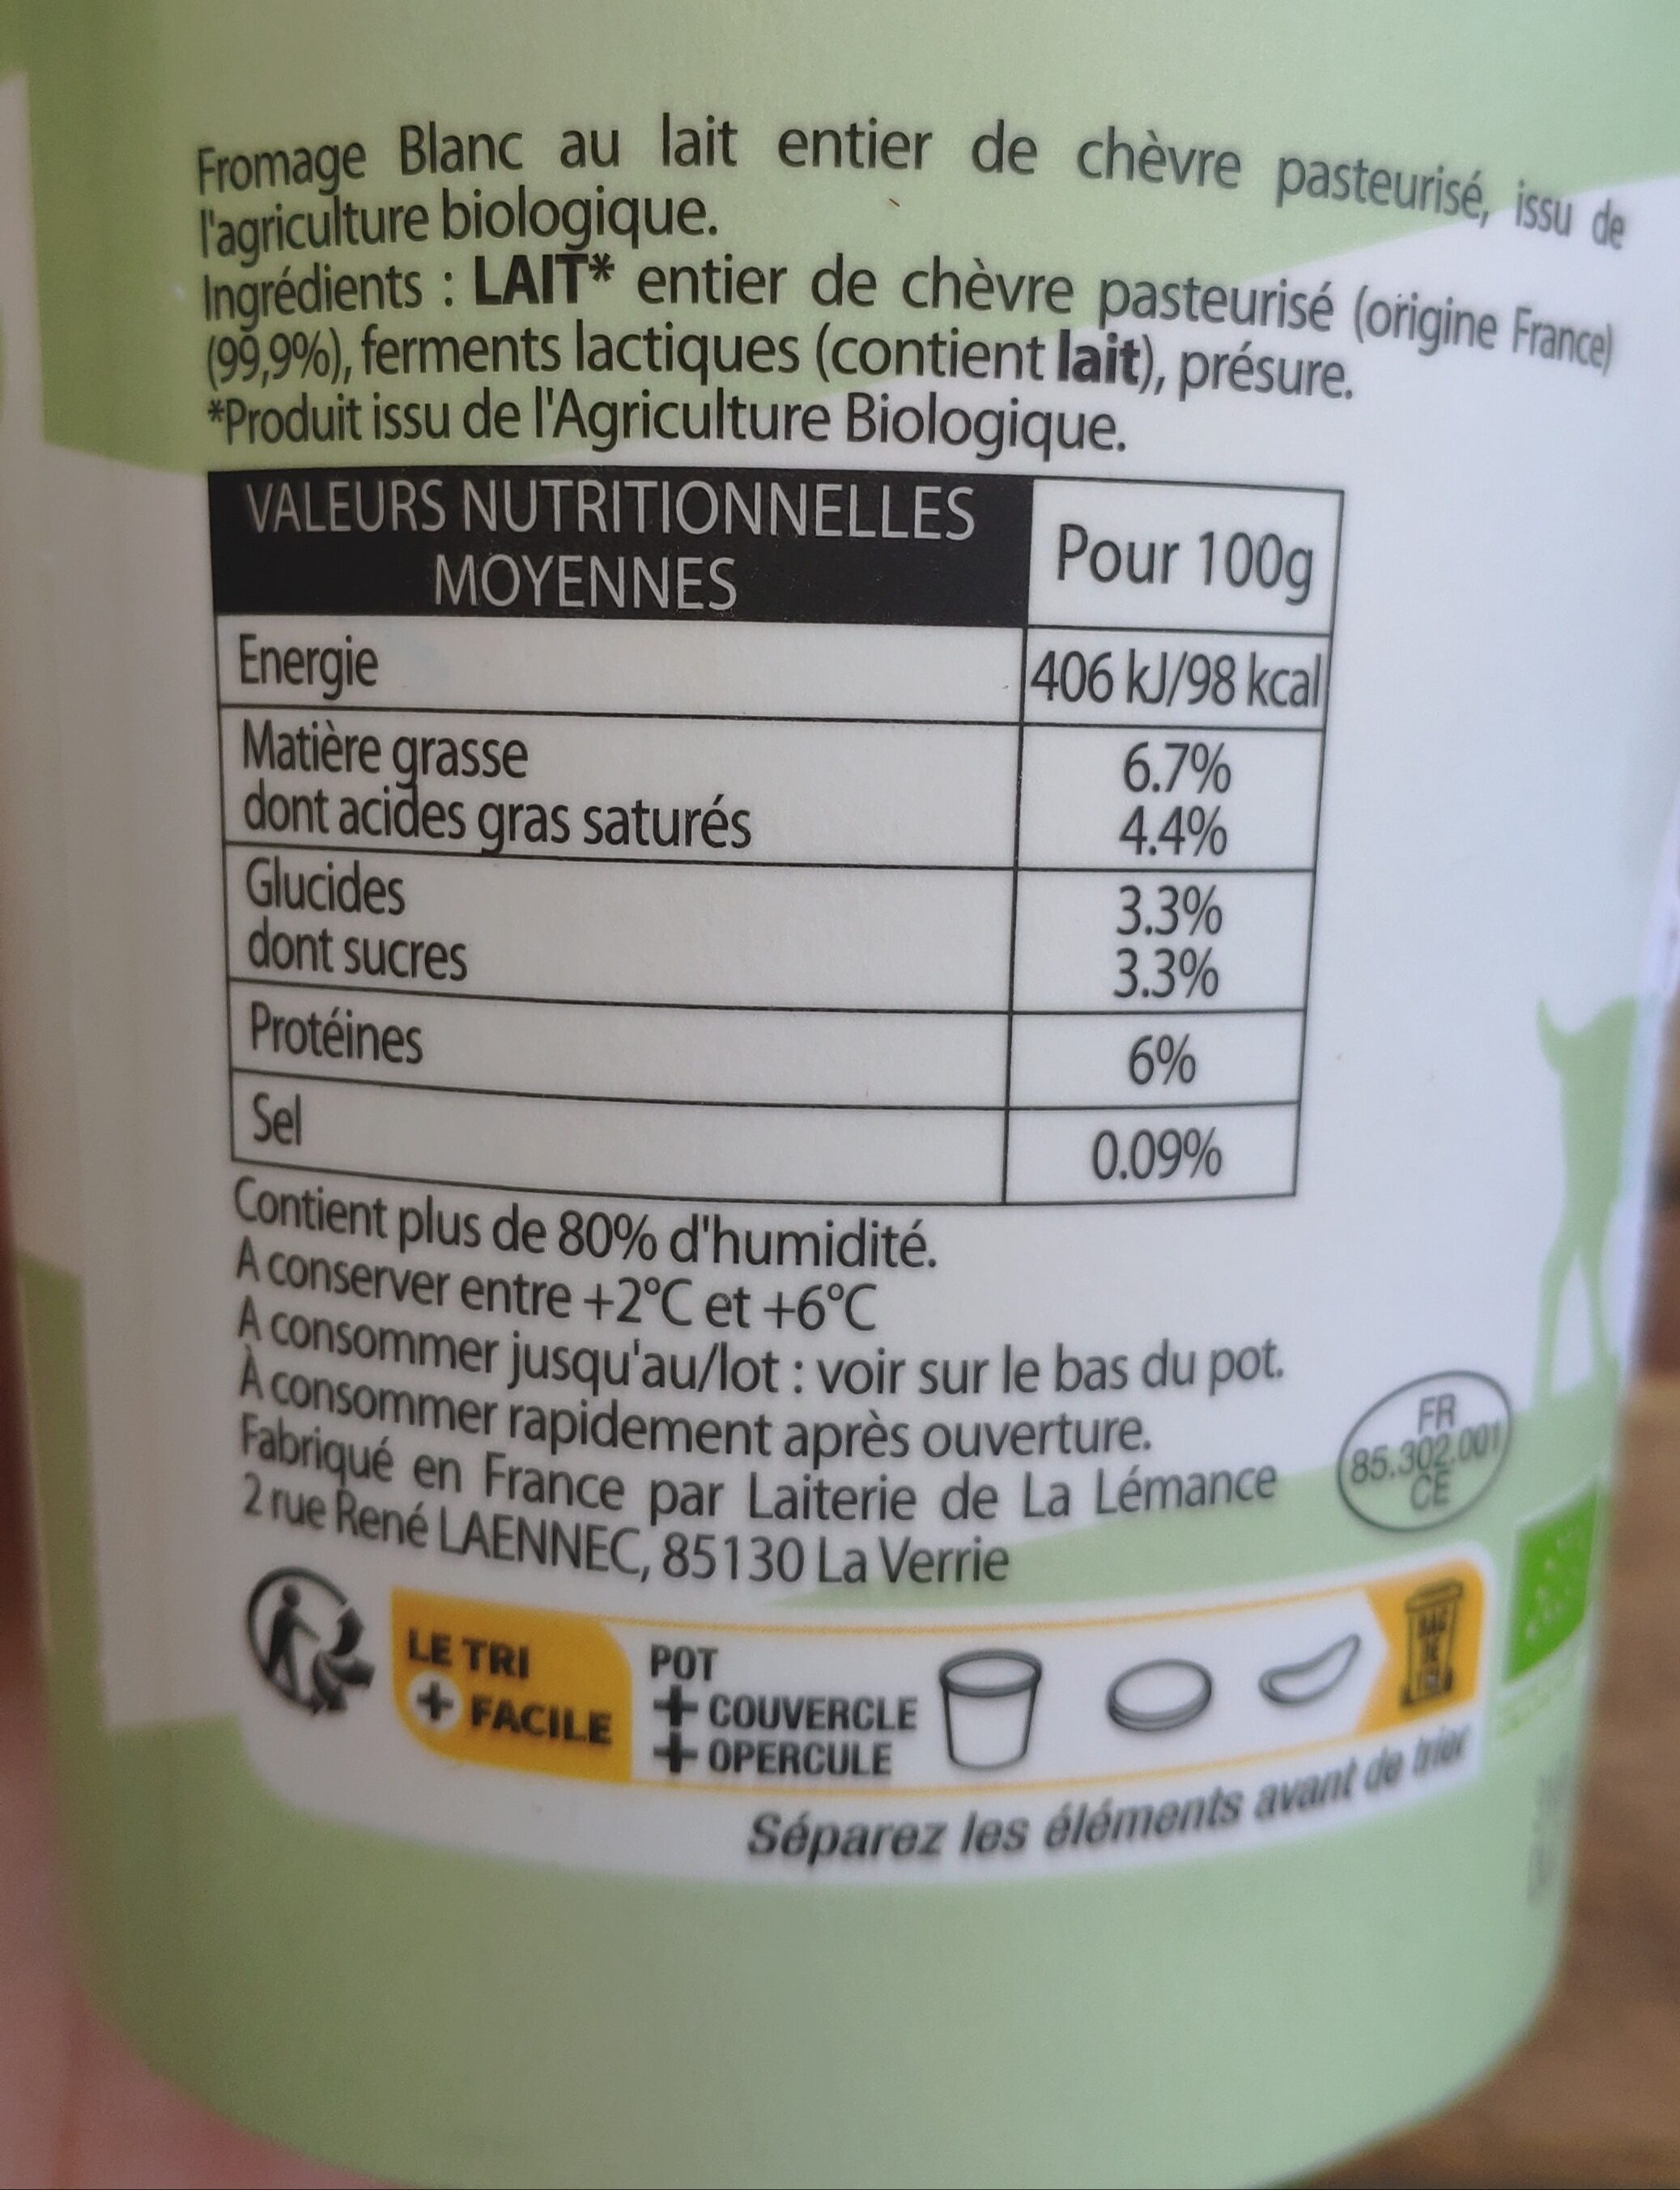 Fromage Blanc au lait entier de chèvre pasteurisé, issu de
l'agriculture biologique.
Ingrédients : LAIT* entier de chèvre pasteurisé (origine France)
(99,9%), ferments lactiques (contient lait), présure.
*Produit issu de l'Agriculture Biologique.
VALEURS NUTRITIONNELLES
MOYENNES
Pour 100g
Energie 406 kJ/98 kcal
Matière grasse 6.7%
dont acides gras saturés 4.4%
Glucides 3.3%
dont sucres 3.3%
Protéines 6%
Sel 0.09%
Contient plus de 80% d'humidité.
A conserver entre +2°C et +6°C
A consommer jusqu'au/lot : voir sur le bas du pot.
À consommer rapidement après ouverture.
Fabriqué en France par Laiterie de La Lémance
2 rue René LAENNEC, 85130 La Verrie
FR
85.302.001
CE
LE TRI
+ FACILE
POT
+ COUVERCLE
+ OPERCULE
BAC
DE
TRI
Séparez les éléments avant de trier